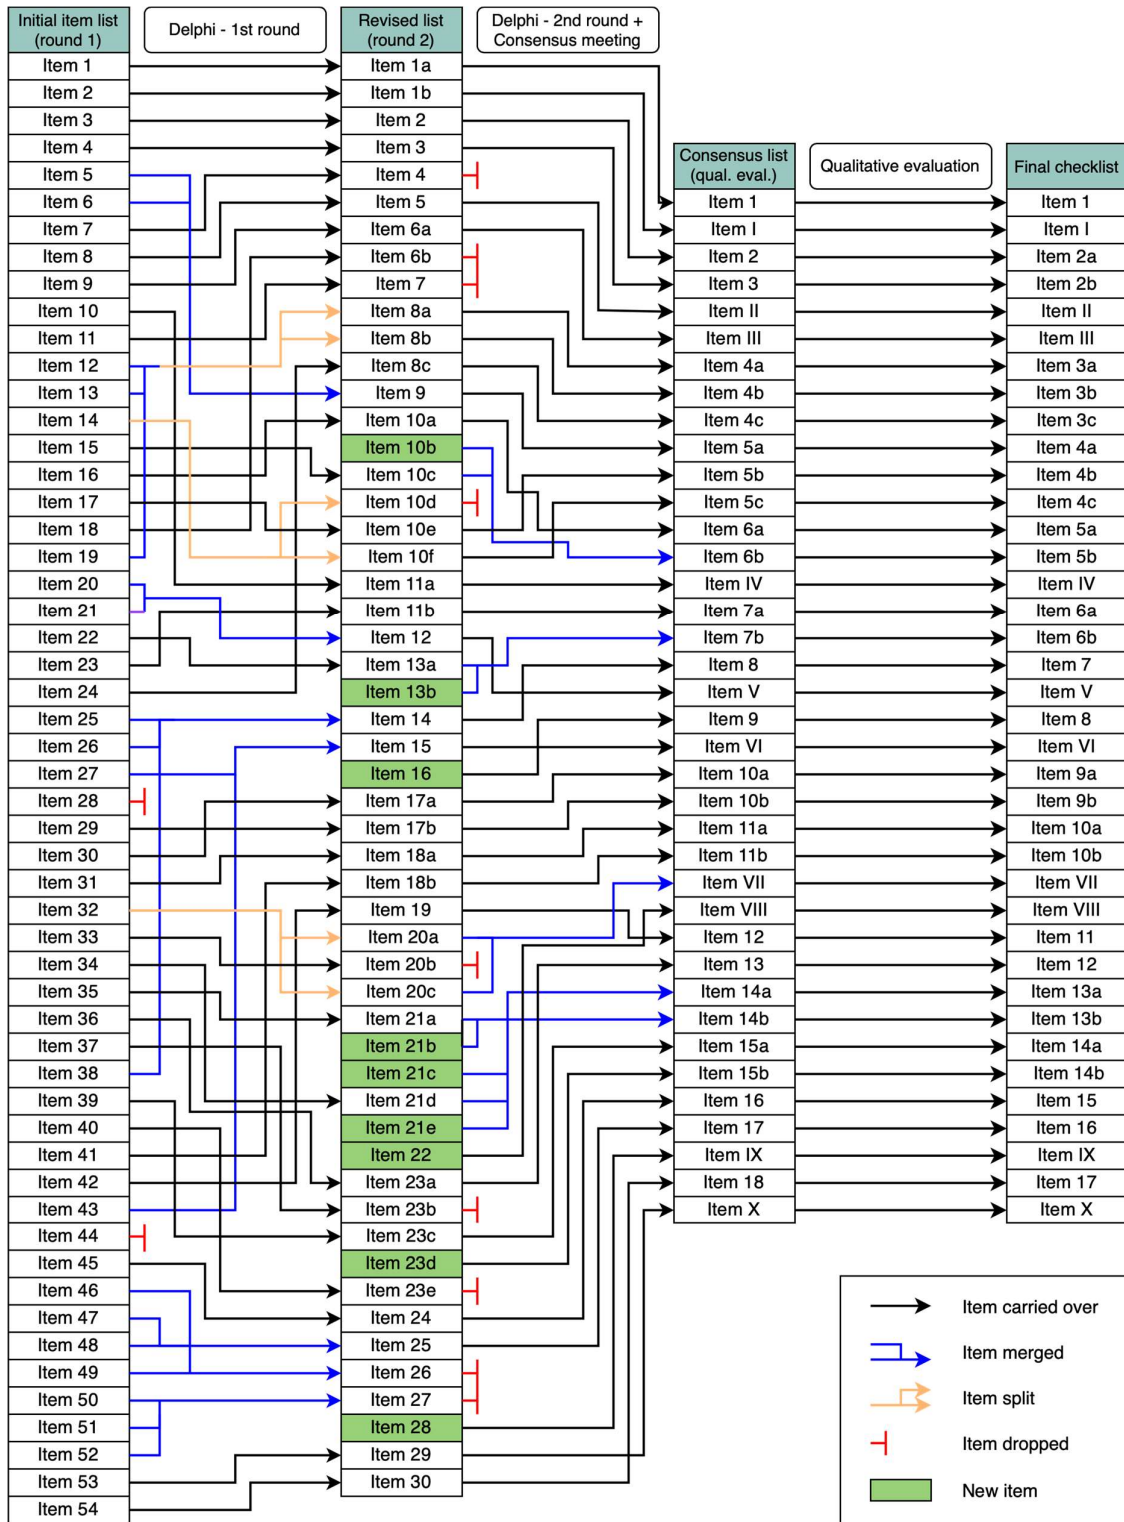 Initial item list
(round 1)
Delphi - 1st round
Revised list
(round 2)
Delphi - 2nd round +
Consensus meeting
Item 1
Item 2
Item 3
Item 4
Item 5
Item 6
Item 7
Item 8
Item 9
Item 10
Item 11
Item 12
Item 13
Item 14
Item 15
Item 16
Item 17
Item 18
Item 19
Item 20
Item 21
Item 22
Item 23
Item 24
Item 25
Item 26
Item 27
Item 28
Item 29
Item 30
Item 31
Item 32
Item 33
Item 34
Item 35
Item 36
Item 37
Item 38
Item 39
Item 40
Item 41
Item 42
Item 43
Item 44
Item 45
Item 46
Item 47
Item 48
Item 49
Item 50
Item 51
Item 52
Item 53
Item 54
Item 1a
Item 1b
Item 2
Item 3
Item 4
Item 5
Item 6a
Item 6b
Item 7
Item 8a
Item 8b
Item 8c
Item 9
Item 10a
Item 10b
Item 10c
Item 10d
Item 10e
Item 10f
Item 11a
Item 11b
Item 12
Item 13a
Item 13b
Item 14
Item 15
Item 16
Item 17a
Item 17b
Item 18a
Item 18b
Item 19
Item 20a
Item 20b
Item 20c
Item 21a
Item 21b
Item 21c
Item 21d
Item 21e
Item 22
Item 23a
Item 23b
Item 23c
Item 23d
Item 23e
Item 24
Item 25
Item 26
Item 27
Item 28
Item 29
Item 30
Consensus list
(qual. eval.)
Qualitative evaluation
Final checklist
Item 1
Item I
Item 2
Item 3
Item II
Item III
Item 4a
Item 4b
Item 4c
Item 5a
Item 5b
Item 5c
Item 6a
Item 6b
Item IV
Item 7a
Item 7b
Item 8
Item V
Item 9
Item VI
Item 10a
Item 10b
Item 11a
Item 11b
Item VII
Item VIII
Item 12
Item 13
Item 14a
Item 14b
Item 15a
Item 15b
Item 16
Item 17
Item IX
Item 18
Item X
Item 1
Item I
Item 2a
Item 2b
Item II
Item III
Item 3a
Item 3b
Item 3c
Item 4a
Item 4b
Item 4c
Item 5a
Item 5b
Item IV
Item 6a
Item 6b
Item 7
Item V
Item 8
Item VI
Item 9a
Item 9b
Item 10a
Item 10b
Item VII
Item VIII
Item 11
Item 12
Item 13a
Item 13b
Item 14a
Item 14b
Item 15
Item 16
Item IX
Item 17
Item X
Item carried over
Item merged
Item split
Item dropped
New item